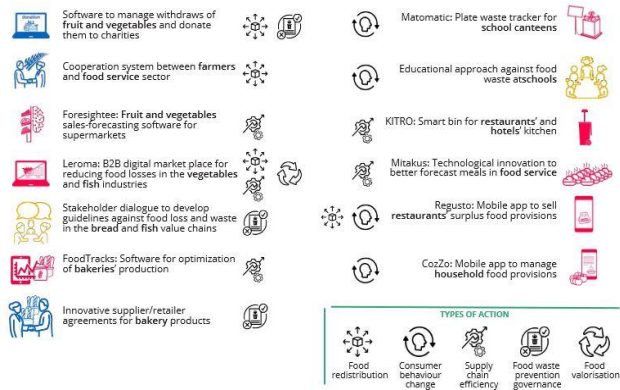 donation
Software to manage withdraws of
fruit and vegetables and donate
them to charities
Cooperation system between farmers
and food service sector
Foresightee: Fruit and vegetables
sales-forecasting software for
supermarkets
Leroma: B2B digital market place for
reducing food losses in the vegetables
and fish industries
Stakeholder dialogue to develop
guidelines against food loss and waste
in the bread and fish value chains
FoodTracks: Software for optimization
of bakeries' production
Innovative supplier/retailer
agreements for bakery products
Matomatic: Plate waste tracker for
school canteens
Educational approach against food
waste atschools
KITRO: Smart bin for restaurants' and
hotels' kitchen
Mitakus: Technological innovation to
better forecast meals in food service
Regusto: Mobile app to sell
restaurants' surplus food provisions
CozZo: Mobile app to manage
household food provisions
TYPES OF ACTION
Food
redistribution
Consumer
behaviour
change
Supply
chain
efficiency
Food waste
prevention
governance
Food
valorisation